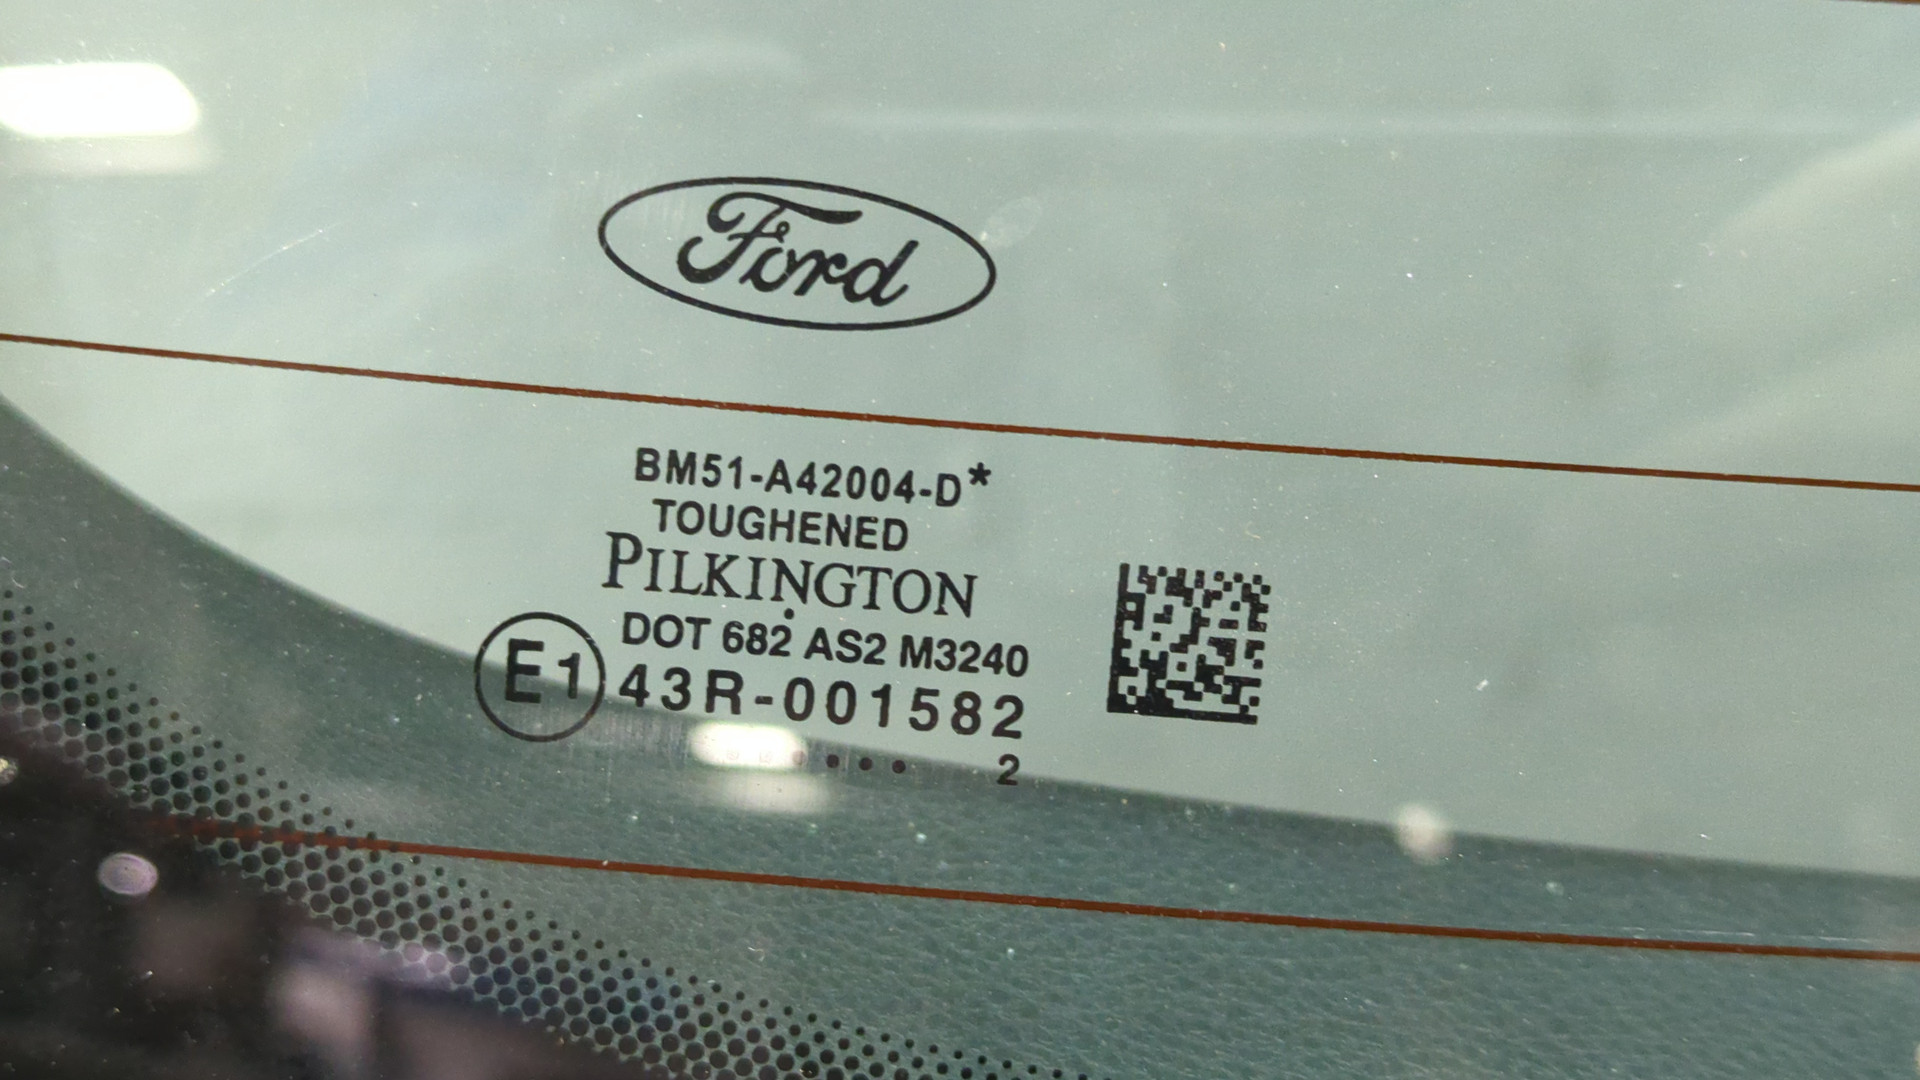 Ford
BM51-A42004-D*
TOUGHENED
PILKINGTON
DOT 682 AS2 M3240
E1 43R-001582
2